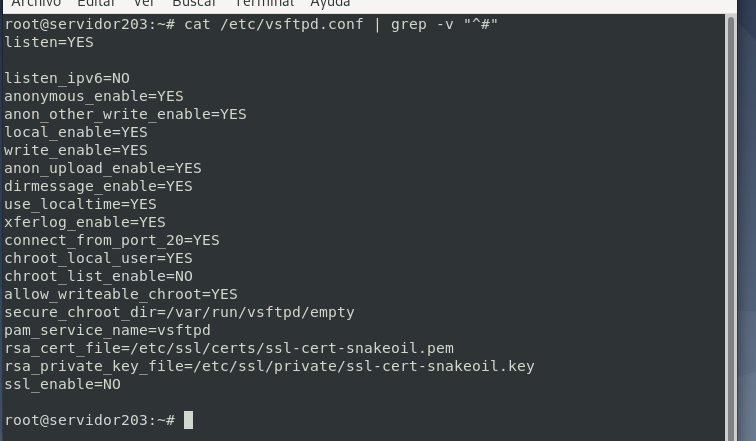 Archivo Editar Ver Buscar Terminal Ayuda
root@servidor203:~# cat /etc/vsftpd.conf | grep -v "^#"
listen=YES
listen_ipv6=NO
anonymous_enable=YES
anon_other_write_enable=YES
local_enable=YES
write_enable=YES
anon_upload_enable=YES
dirmessage_enable=YES
use_localtime=YES
xferlog_enable=YES
connect_from_port_20=YES
chroot_local_user=YES
chroot_list_enable=NO
allow_writeable_chroot=YES
secure_chroot_dir=/var/run/vsftpd/empty
pam_service_name=vsftpd
rsa_cert_file=/etc/ssl/certs/ssl-cert-snakeoil.pem
rsa_private_key_file=/etc/ssl/private/ssl-cert-snakeoil.key
ssl_enable=NO
root@servidor203:~#